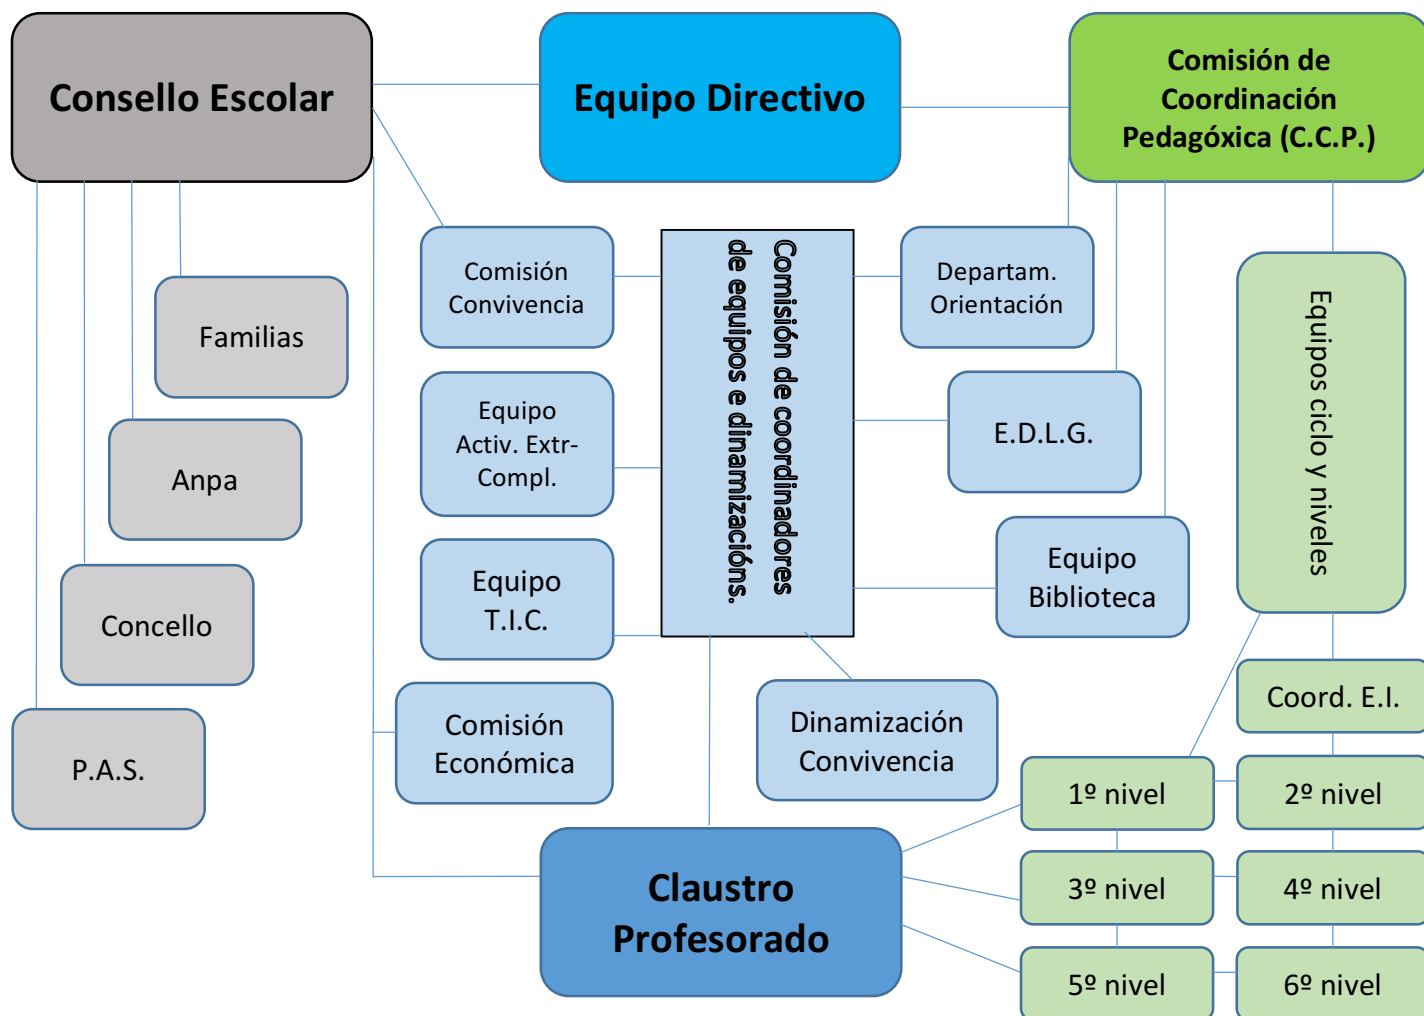 Consello Escolar
Equipo Directivo
Comisión de
Coordinación
Pedagóxica (C.C.P.)
Familias
Anpa
Concello
P.A.S.
Comisión
Convivencia
Equipo
Activ. Extr-
Compl.
Equipo
T.I.C.
Comisión
Económica
Comisión de coordinadores
de equipos e dinamizacións.
Departam.
Orientación
E.D.L.G.
Equipo
Biblioteca
Dinamización
Convivencia
Equipos ciclo y niveles
Coord. E.I.
1º nivel
2º nivel
3º nivel
4º nivel
5º nivel
6º nivel
Claustro
Profesorado